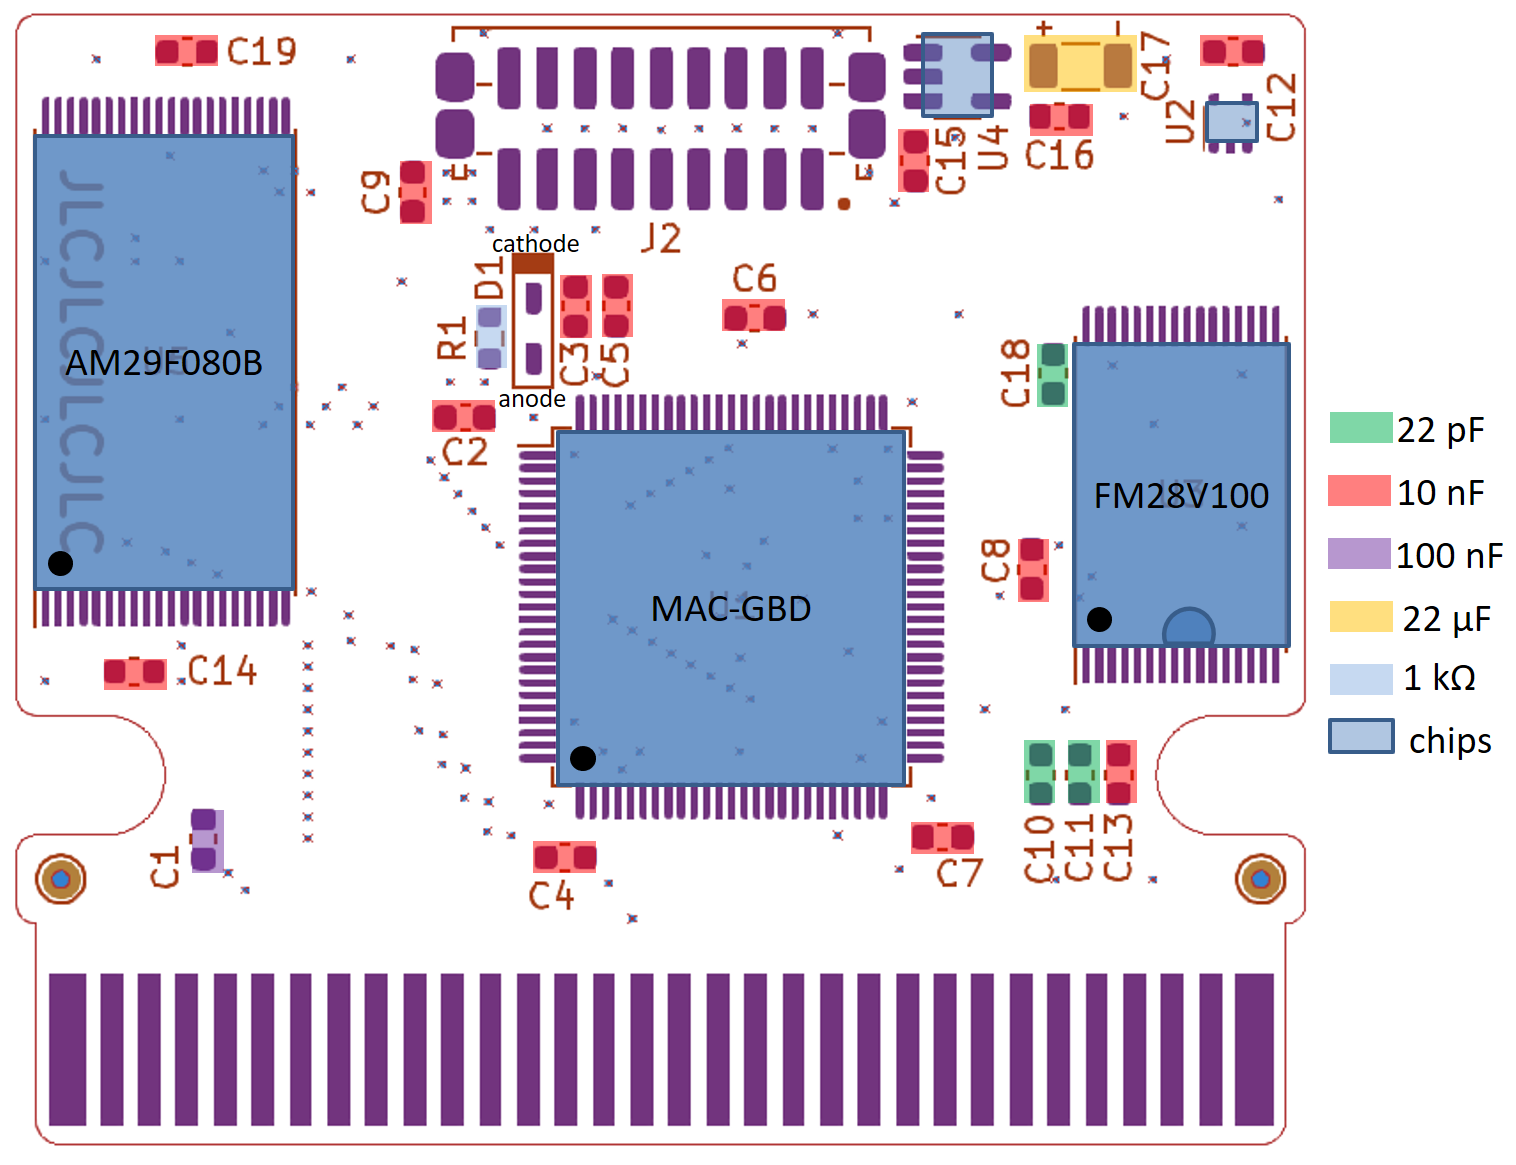 C19
C9
J2
C15
U4
+ -
C17
C16
U2
C12
JLCJLCJLCJLC
AM29F080B
cathode
D1
R1
anode
C3
C5
C6
C2
C18
FM28V100
U3
C8
MAC-GBD
C14
C1
C4
C7
C10
C11
C13
22 pF
10 nF
100 nF
22 µF
1 kΩ
chips